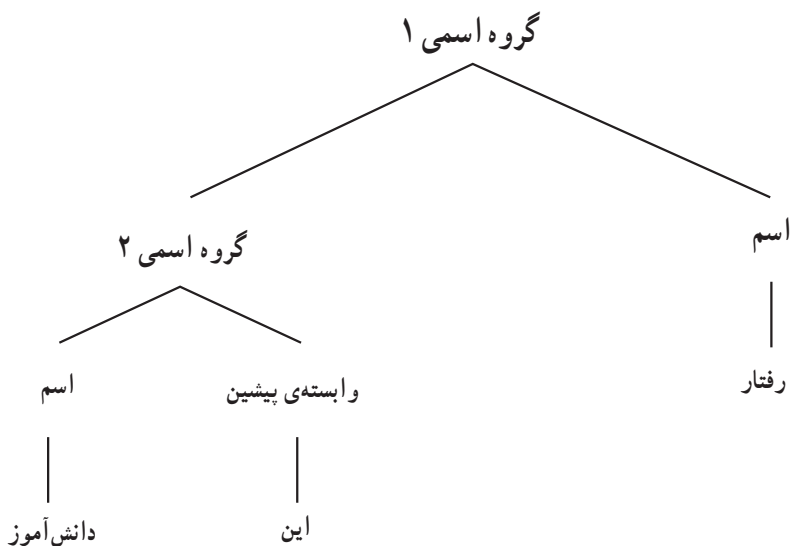 گروه اسمی ۱
اسم
گروه اسمی ۲
رفتار
وابسته‌ی پیشین
اسم
این
دانش‌آموز